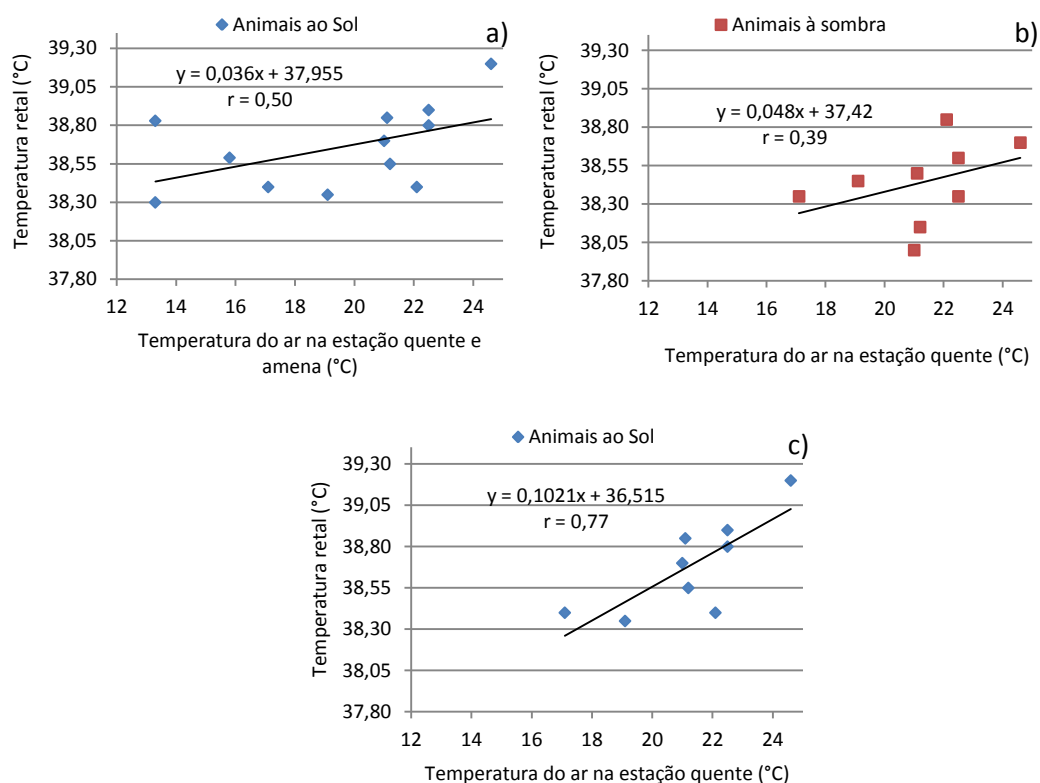 Animais ao Sol
a)
Temperatura retal (°C)
39,30
39,05
38,80
38,55
38,30
38,05
37,80
y = 0,036x + 37,955
r = 0,50
12 14 16 18 20 22 24
Temperatura do ar na estação quente e
amena (°C)
Animais à sombra
b)
Temperatura retal (°C)
39,30
39,05
38,80
38,55
38,30
38,05
37,80
y = 0,048x + 37,42
r = 0,39
12 14 16 18 20 22 24
Temperatura do ar na estação quente (°C)
Animais ao Sol
c)
Temperatura retal (°C)
39,30
39,05
38,80
38,55
38,30
38,05
37,80
y = 0,1021x + 36,515
r = 0,77
12 14 16 18 20 22 24
Temperatura do ar na estação quente (°C)